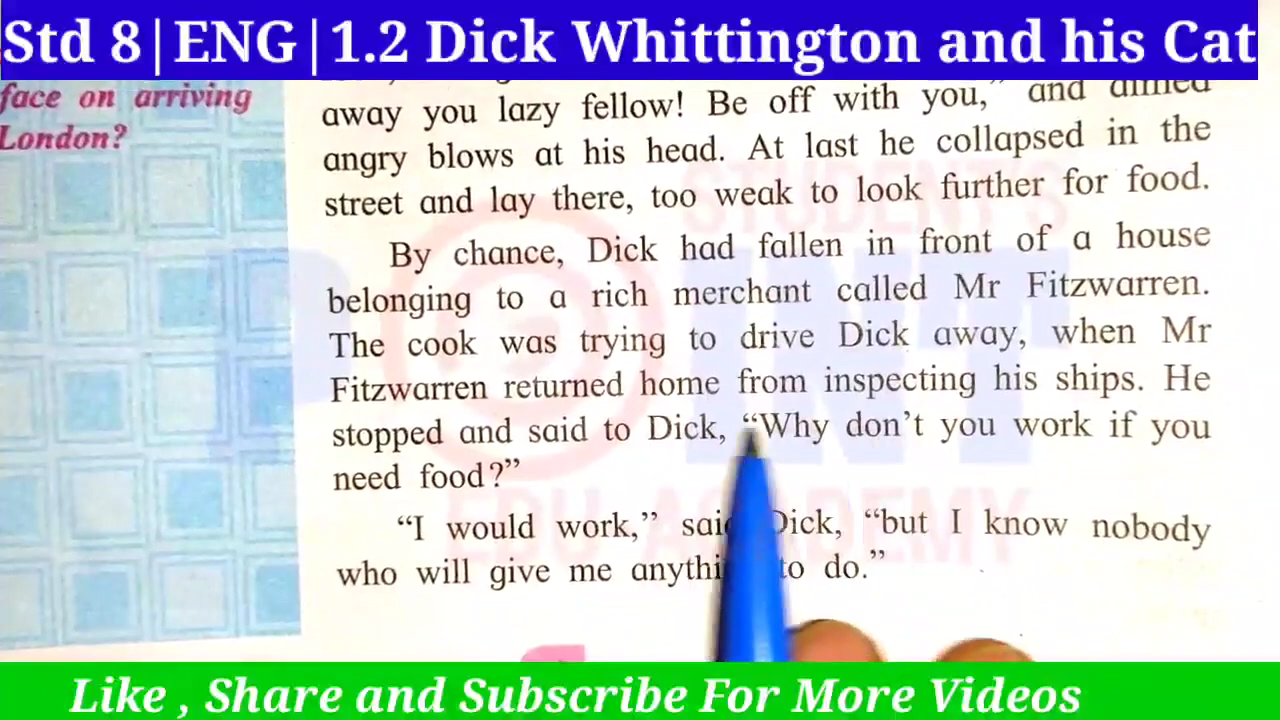 Std 8|ENG|1.2 Dick Whittington and his Cat
face on arriving
London?
away you lazy fellow! Be off with you,” and aimed
angry blows at his head. At last he collapsed in the
street and lay there, too weak to look further for food.
By chance, Dick had fallen in front of a house
belonging to a rich merchant called Mr Fitzwarren.
The cook was trying to drive Dick away, when Mr
Fitzwarren returned home from inspecting his ships. He
stopped and said to Dick, “Why don’t you work if you
need food?”
“I would work,” said Dick, “but I know nobody
who will give me anything to do.”
STUDENT'S
POINT
EDU ACADEMY
Like , Share and Subscribe For More Videos